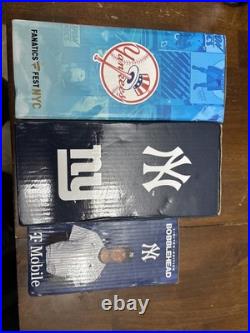 FANATICS
FEST NYC
Yankees
NY
ny
NY
BOBBLEHEAD
T Mobile